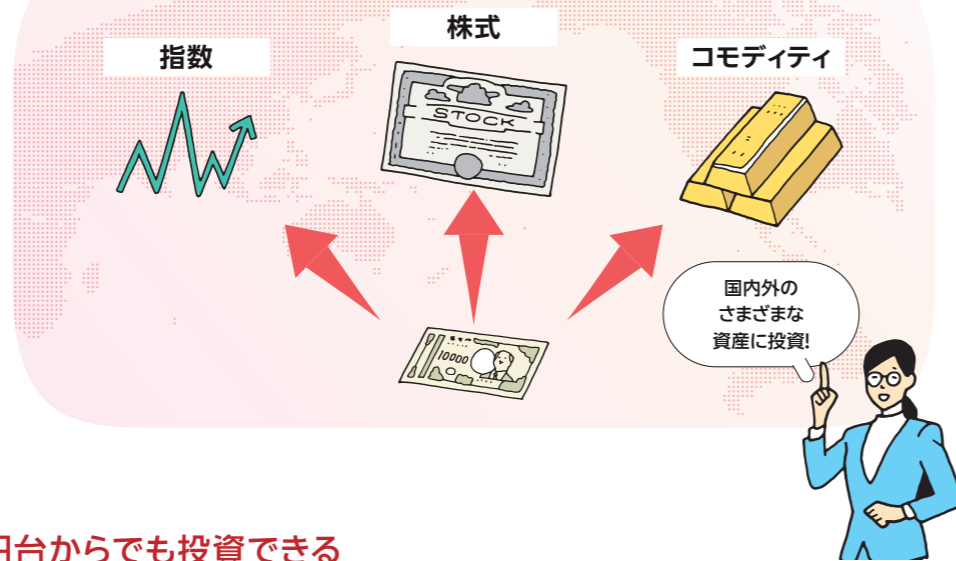 株式
指数
コモディティ
STOCK
10000
国内外の
さまざまな
資産に投資!
円台からでも投資できる